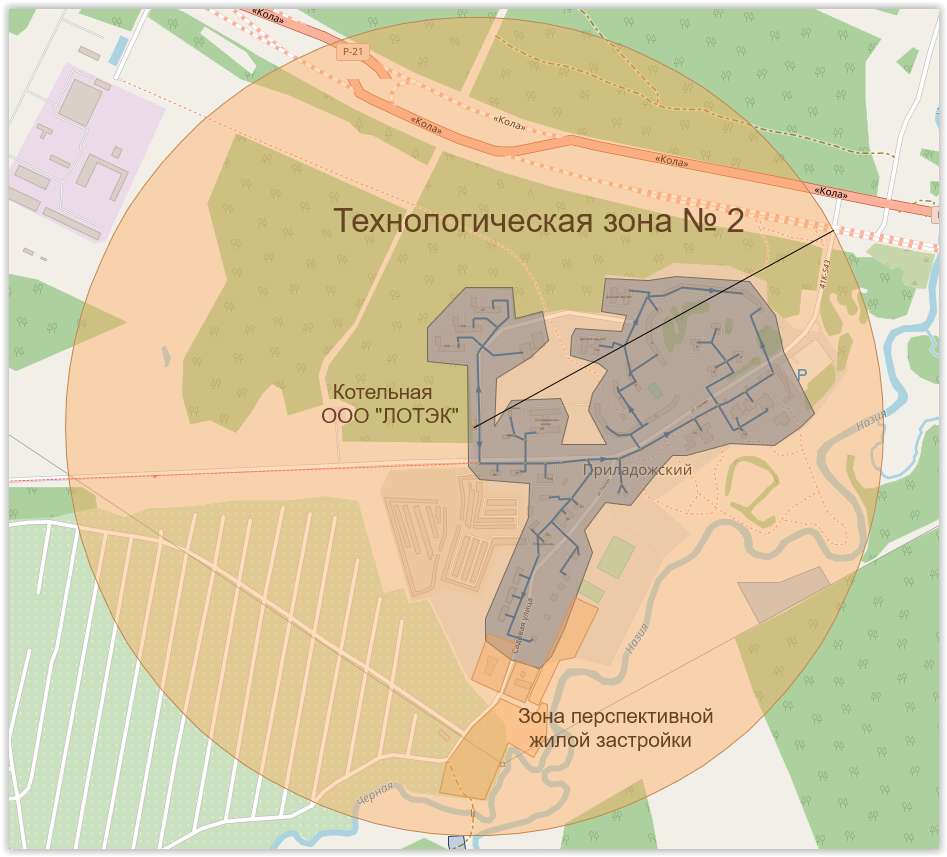 «Кола»
Р-21
«Кола»
«Кола»
«Кола»
«Кола»
Технологическая зона № 2
41К-543
Котельная
ООО "ЛОТЭК"
Р
Назия
Приладожский
Садовая улица
Назия
Зона перспективной
жилой застройки
Чёрная